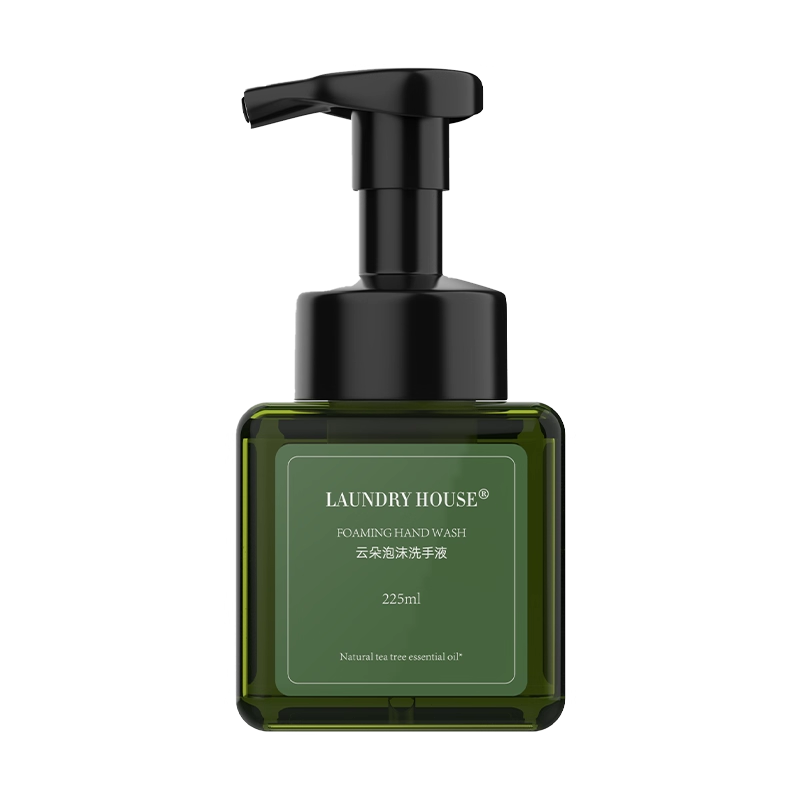 LAUNDRY HOUSE®
FOAMING HAND WASH
云朵泡沫洗手液
225ml
Natural tea tree essential oil*